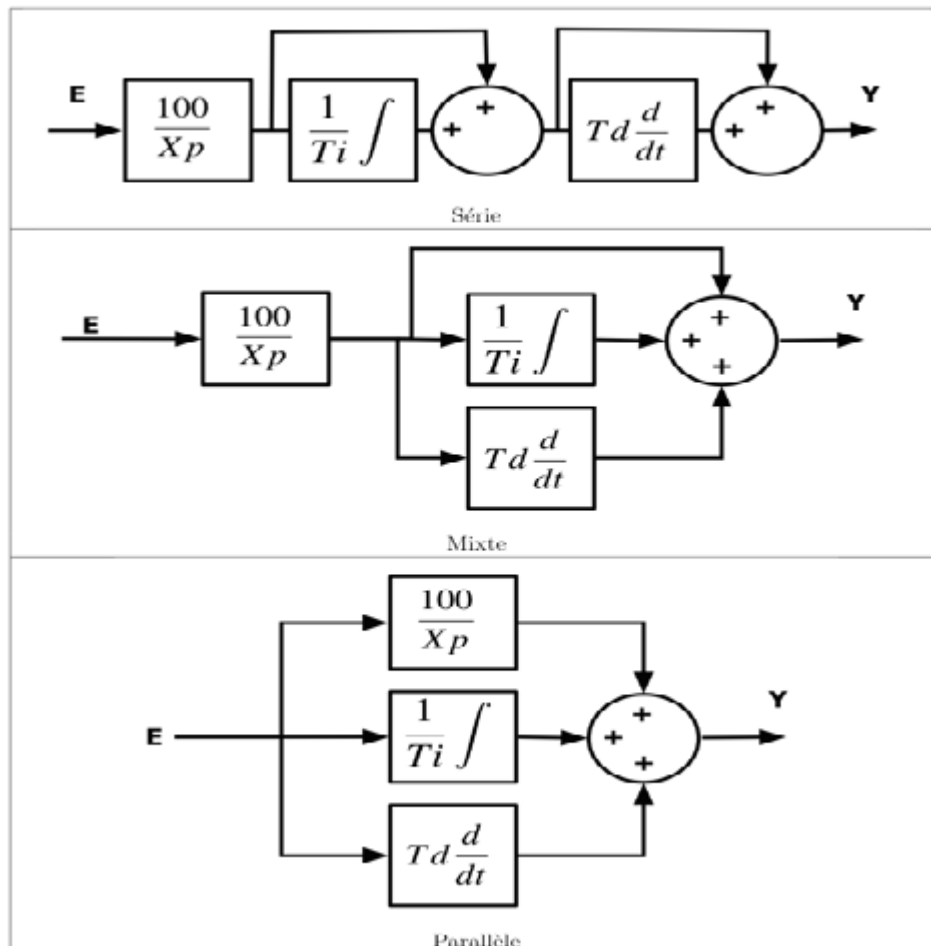 E
100/Xp
1/Ti ∫
+
+
Td d/dt
+
+
Y
Série
E
100/Xp
1/Ti ∫
Td d/dt
+
+
+
Y
Mixte
E
100/Xp
1/Ti ∫
Td d/dt
+
+
+
Y
Parallèle